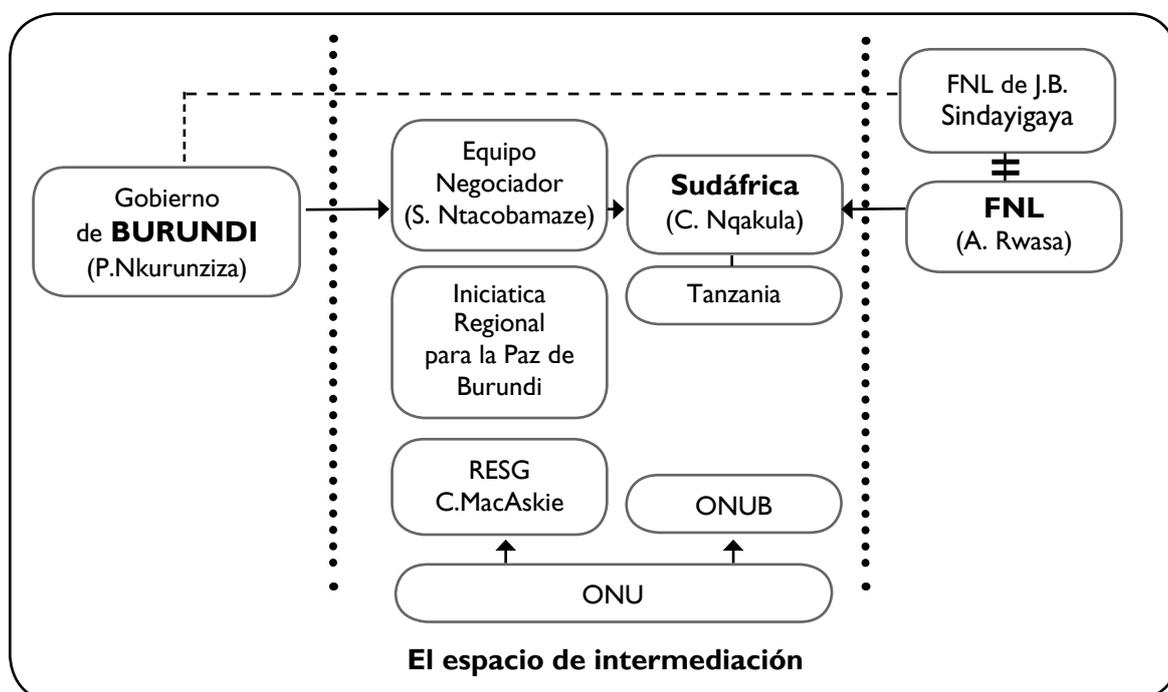 Gobierno
de BURUNDI
(P.Nkurunziza)
Equipo
Negociador
(S. Ntacobamaze)
Iniciatica
Regional
para la Paz de
Burundi
RESG
C.MacAskie
Sudáfrica
(C. Nqakula)
Tanzania
ONUB
ONU
FNL de J.B.
Sindayigaya
FNL
(A. Rwasa)
El espacio de intermediación